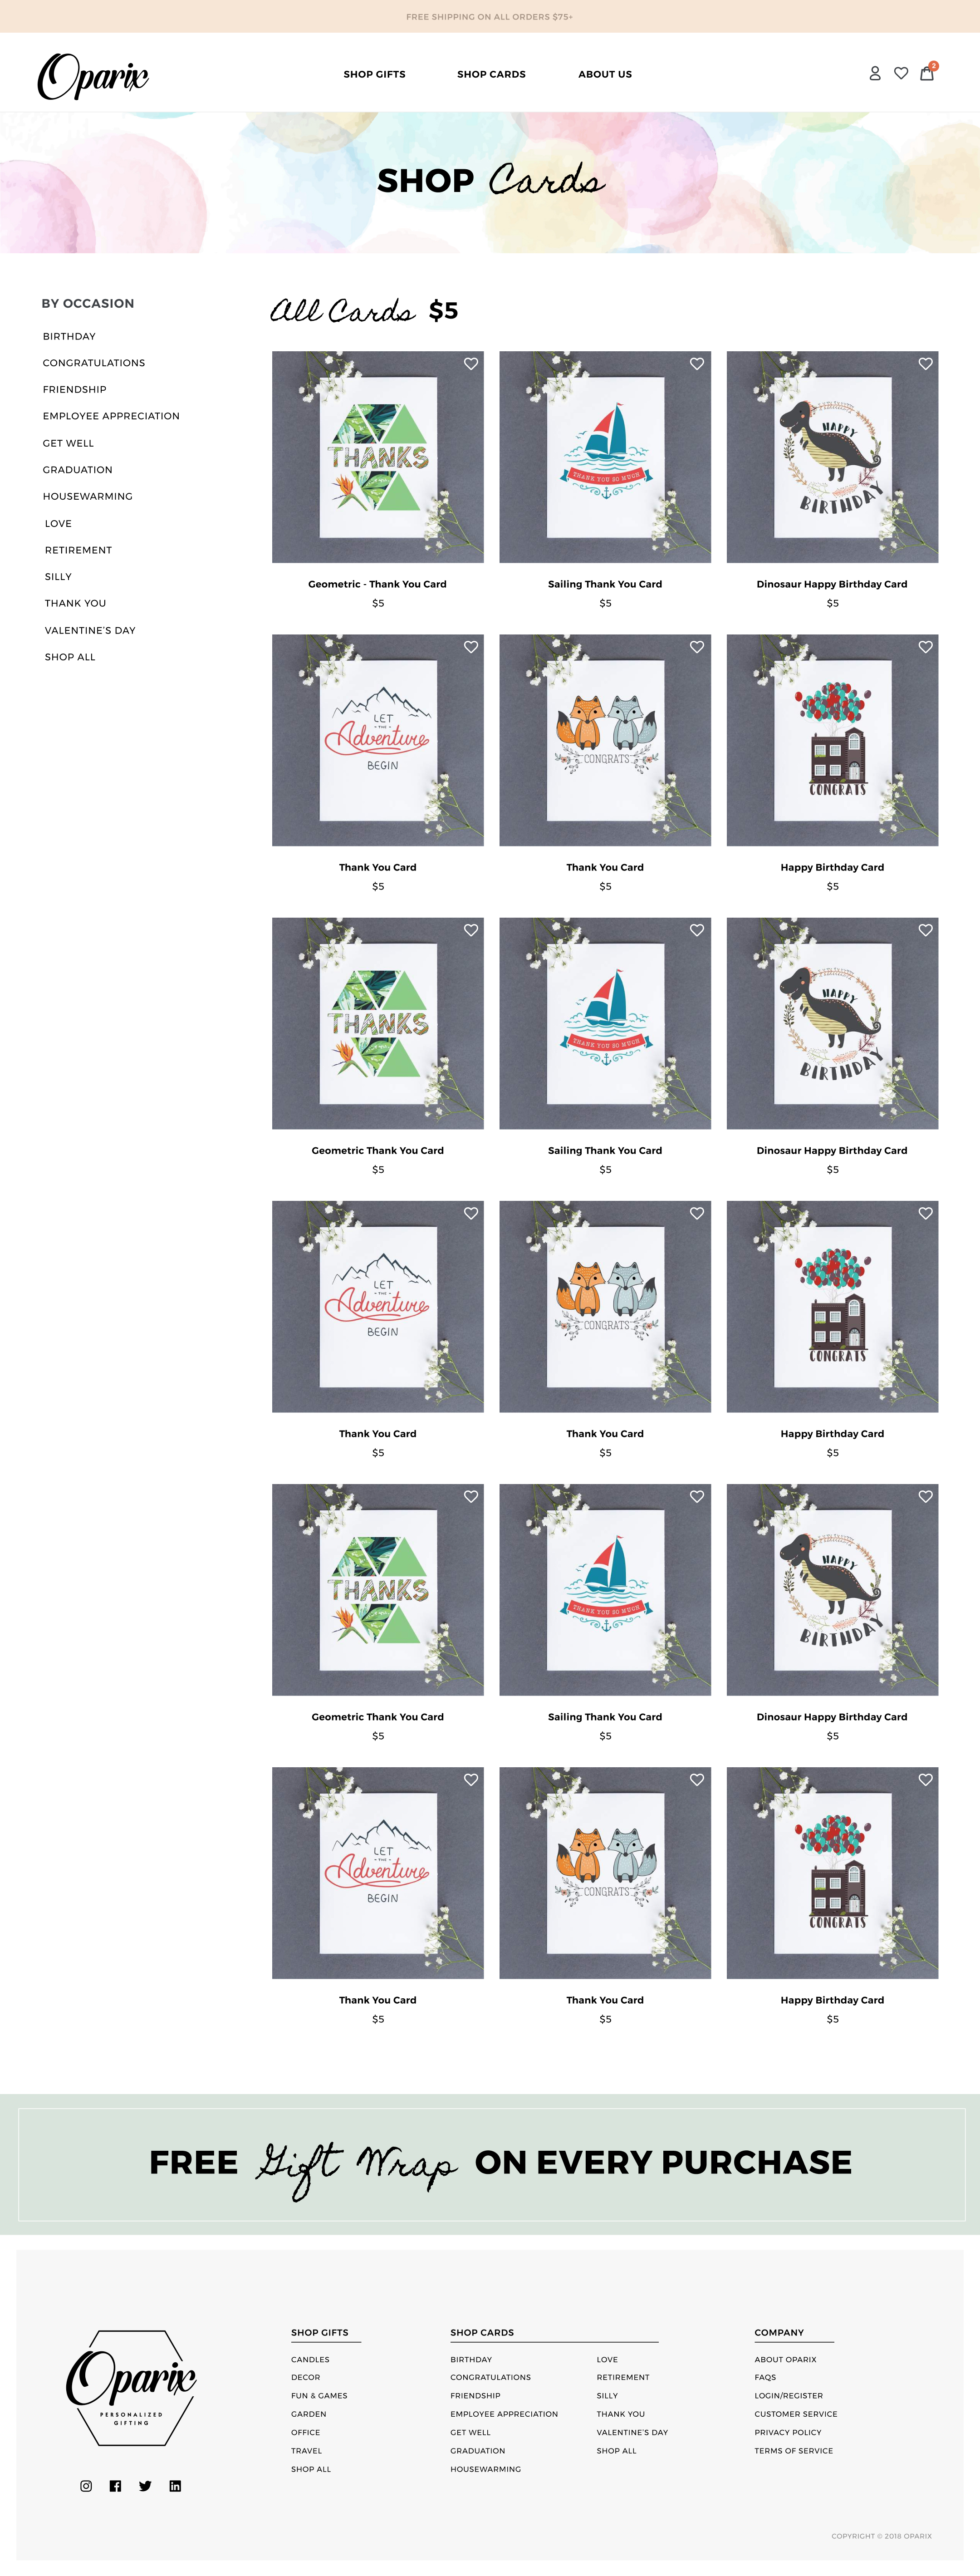 FREE SHIPPING ON ALL ORDERS $75+
Oparix
SHOP GIFTS
SHOP CARDS
ABOUT US
2
SHOP Cards
BY OCCASION
BIRTHDAY
CONGRATULATIONS
FRIENDSHIP
EMPLOYEE APPRECIATION
GET WELL
GRADUATION
HOUSEWARMING
LOVE
RETIREMENT
SILLY
THANK YOU
VALENTINE'S DAY
SHOP ALL
All Cards $5
THANKS
THANK YOU SO MUCH
HAPPY
BIRTHDAY
Geometric - Thank You Card
$5
Sailing Thank You Card
$5
Dinosaur Happy Birthday Card
$5
LET
THE
Adventure
BEGIN
CONGRATS
CONGRATS
Thank You Card
$5
Thank You Card
$5
Happy Birthday Card
$5
THANKS
THANK YOU SO MUCH
HAPPY
BIRTHDAY
Geometric Thank You Card
$5
Sailing Thank You Card
$5
Dinosaur Happy Birthday Card
$5
LET
THE
Adventure
BEGIN
CONGRATS
CONGRATS
Thank You Card
$5
Thank You Card
$5
Happy Birthday Card
$5
THANKS
THANK YOU SO MUCH
HAPPY
BIRTHDAY
Geometric Thank You Card
$5
Sailing Thank You Card
$5
Dinosaur Happy Birthday Card
$5
LET
THE
Adventure
BEGIN
CONGRATS
CONGRATS
Thank You Card
$5
Thank You Card
$5
Happy Birthday Card
$5
FREE Gift Wrap ON EVERY PURCHASE
Oparix
PERSONALIZED
GIFTING
SHOP GIFTS
CANDLES
DECOR
FUN & GAMES
GARDEN
OFFICE
TRAVEL
SHOP ALL
SHOP CARDS
BIRTHDAY
CONGRATULATIONS
FRIENDSHIP
EMPLOYEE APPRECIATION
GET WELL
GRADUATION
HOUSEWARMING
LOVE
RETIREMENT
SILLY
THANK YOU
VALENTINE'S DAY
SHOP ALL
COMPANY
ABOUT OPARIX
FAQS
LOGIN/REGISTER
CUSTOMER SERVICE
PRIVACY POLICY
TERMS OF SERVICE
COPYRIGHT © 2018 OPARIX